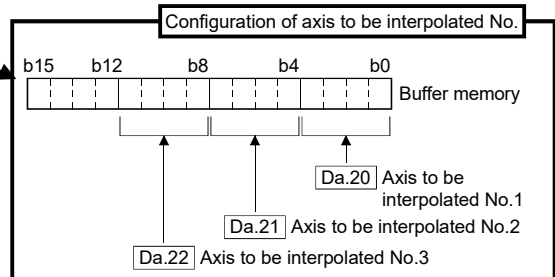 Configuration of axis to be interpolated No.
b15 b12 b8 b4 b0
Buffer memory
Da.20 Axis to be
interpolated No.1
Da.21 Axis to be interpolated No.2
Da.22 Axis to be interpolated No.3